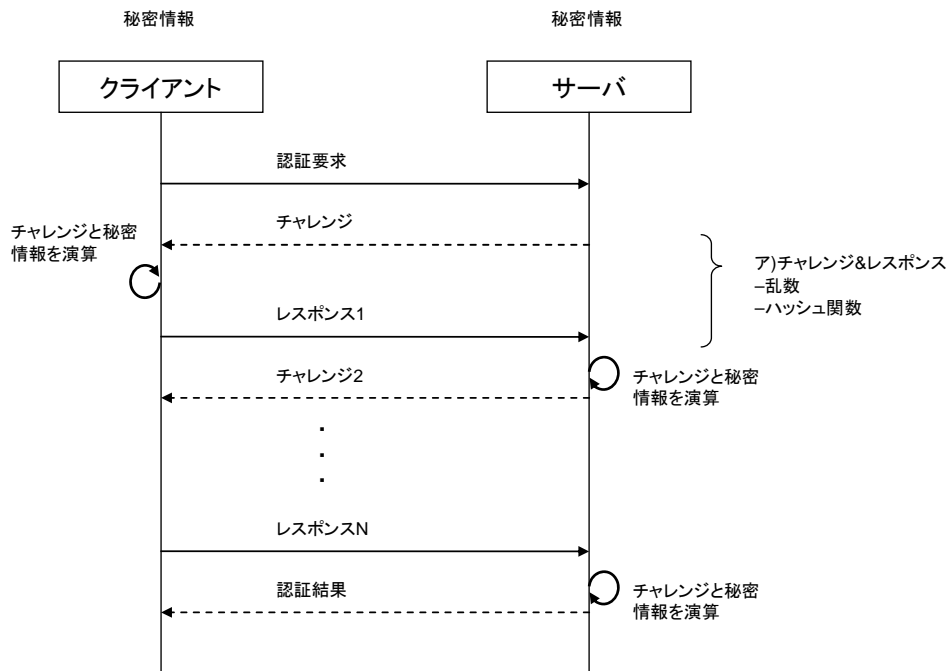 秘密情報
秘密情報
クライアント
サーバ
認証要求
チャレンジ
チャレンジと秘密
情報を演算
ア)チャレンジ&レスポンス
–乱数
–ハッシュ関数
レスポンス1
チャレンジ2
チャレンジと秘密
情報を演算
・
・
・
レスポンスN
認証結果
チャレンジと秘密
情報を演算